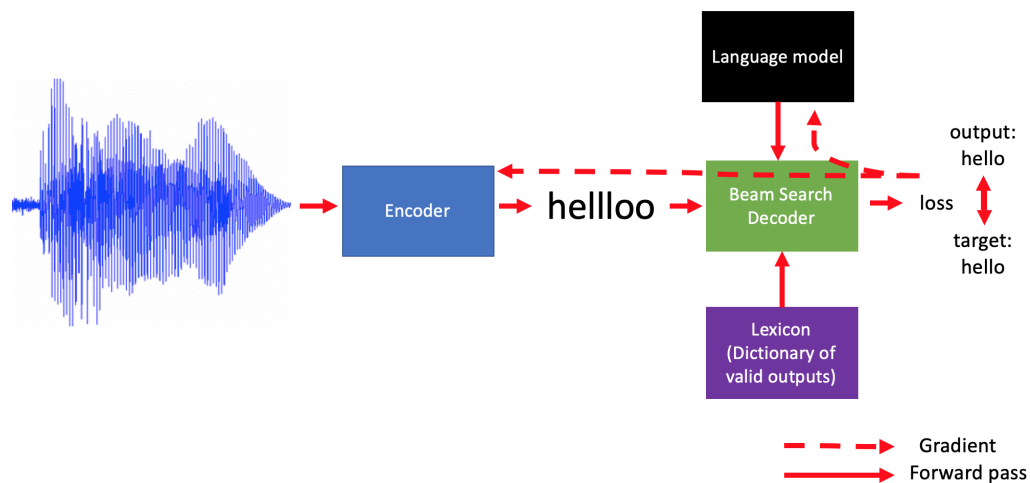 Language model
output:
hello
Encoder
hellloo
Beam Search
Decoder
loss
target:
hello
Lexicon
(Dictionary of
valid outputs)
Gradient
Forward pass